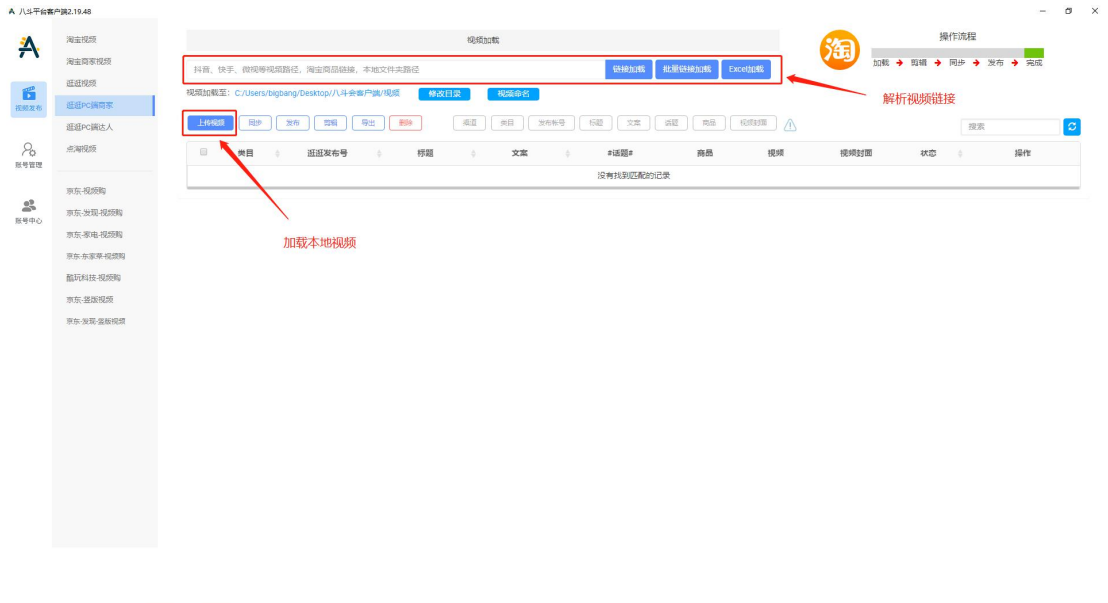 八斗平台客户端2.19.48
视频发布
账号管理
账号中心
淘宝视频
淘宝商家视频
逛逛视频
逛逛PC端商家
逛逛PC端达人
点淘视频
京东-视频购
京东-发现-视频购
京东-家电-视频购
京东-东家荟-视频购
酷玩科技-视频购
京东-竖版视频
京东-发现-竖版视频
视频加载
抖音、快手、微视等视频路径，淘宝商品链接，本地文件夹路径
链接加载 批量链接加载 Excel加载
淘
操作流程
加载 剪辑 同步 发布 完成
解析视频链接
视频加载至：C:/Users/bigbang/Desktop//八斗会客户端/视频 修改目录 视频命名
上传视频 同步 发布 剪辑 导出 删除 渠道 类目 发布帐号 标题 文案 话题 商品 视频封面 搜索
类目 逛逛发布号 标题 文案 #话题# 商品 视频 视频封面 状态 操作
没有找到匹配的记录
加载本地视频